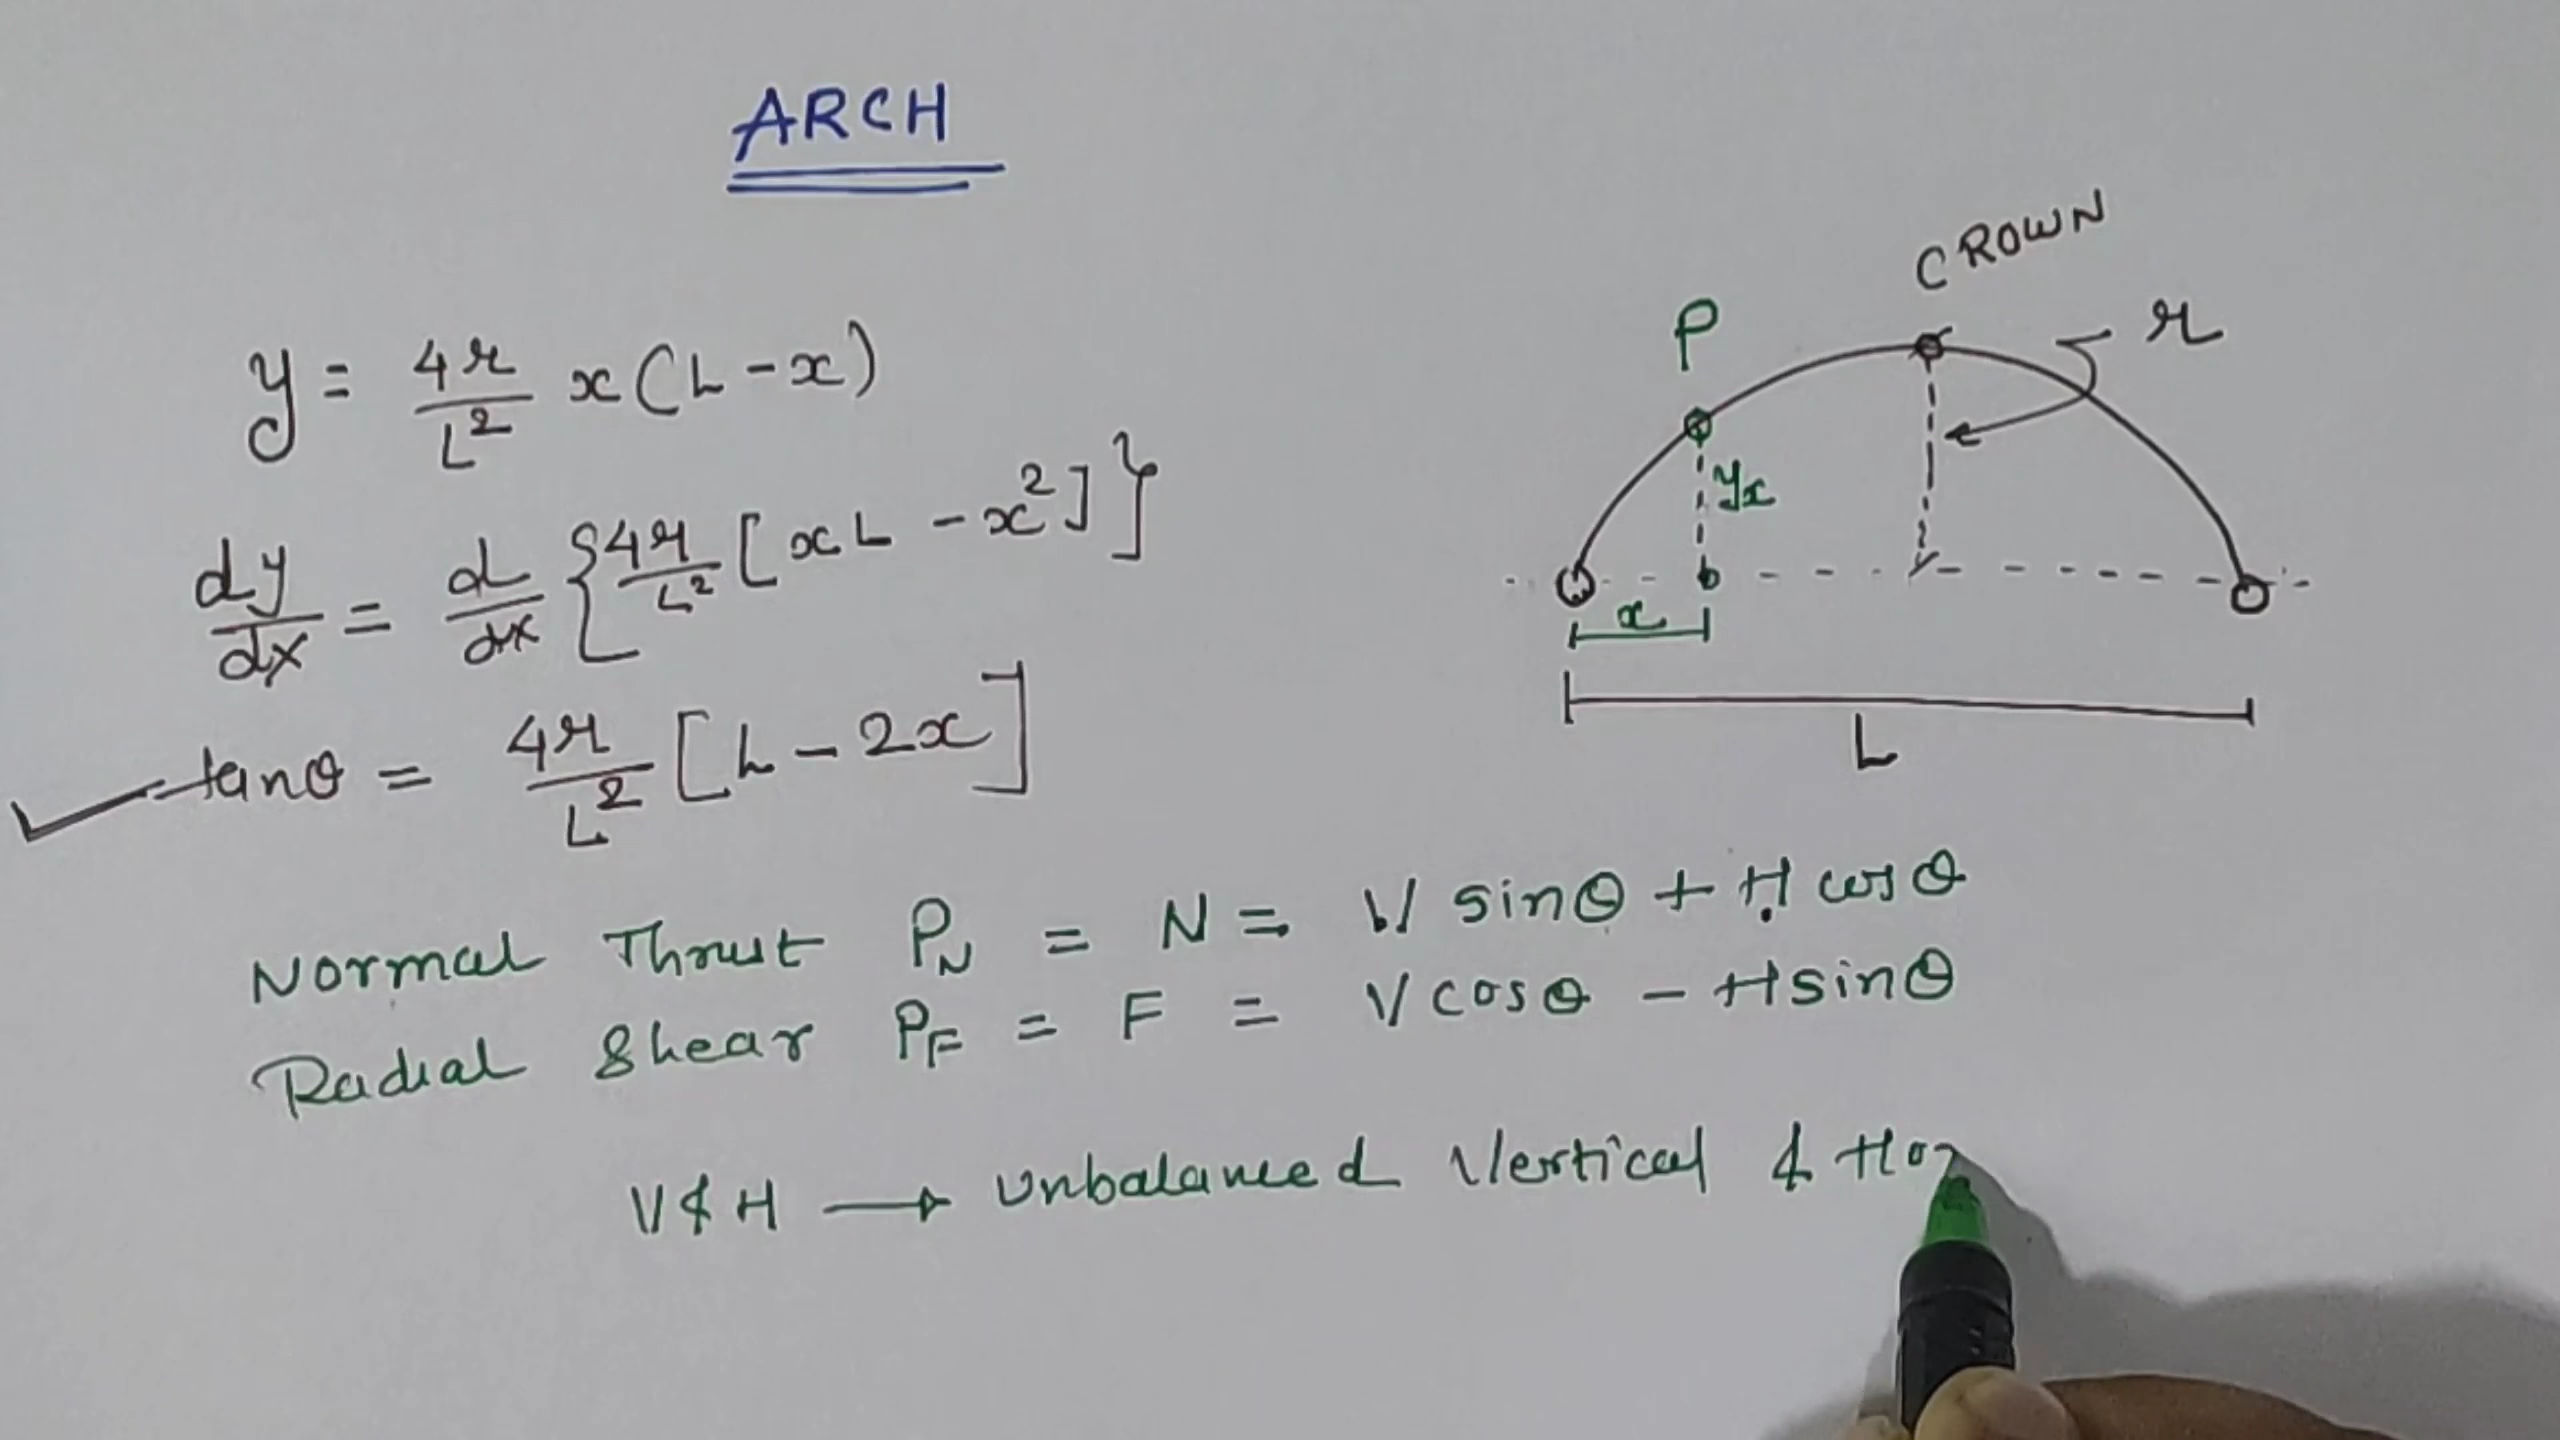 ARCH
y = 4r/L² x(L-x)
dy/dx = d/dx {4r/L² [xL - x²]}
tanθ = 4r/L² [L - 2x]
CROWN
P
r
yx
x
L
Normal Thrust PN = N = V sinθ + H cosθ
Radial Shear PF = F = V cosθ - H sinθ
V & H → Unbalanced Vertical & Hoz